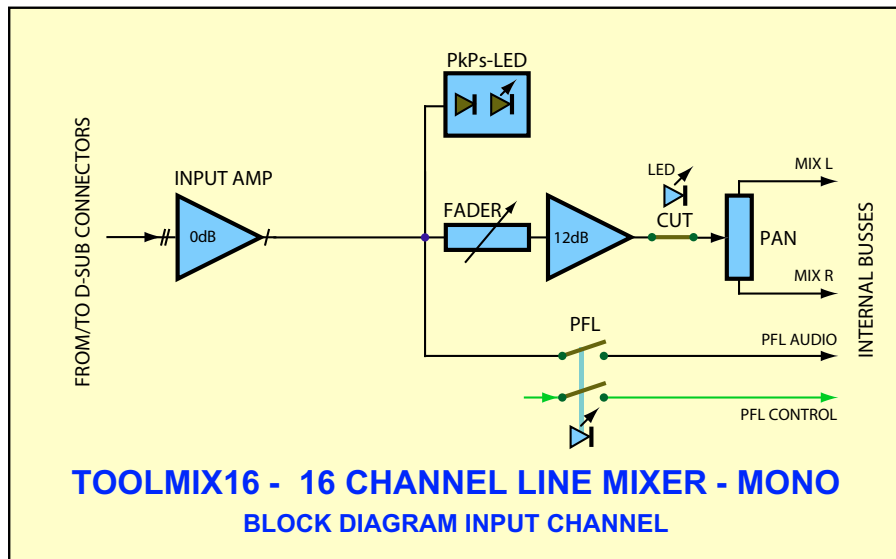 PkPs-LED
FROM/TO D-SUB CONNECTORS
INPUT AMP
0dB
FADER
12dB
LED
CUT
MIX L
PAN
MIX R
INTERNAL BUSSES
PFL
PFL AUDIO
PFL CONTROL
TOOLMIX16 - 16 CHANNEL LINE MIXER - MONO
BLOCK DIAGRAM INPUT CHANNEL